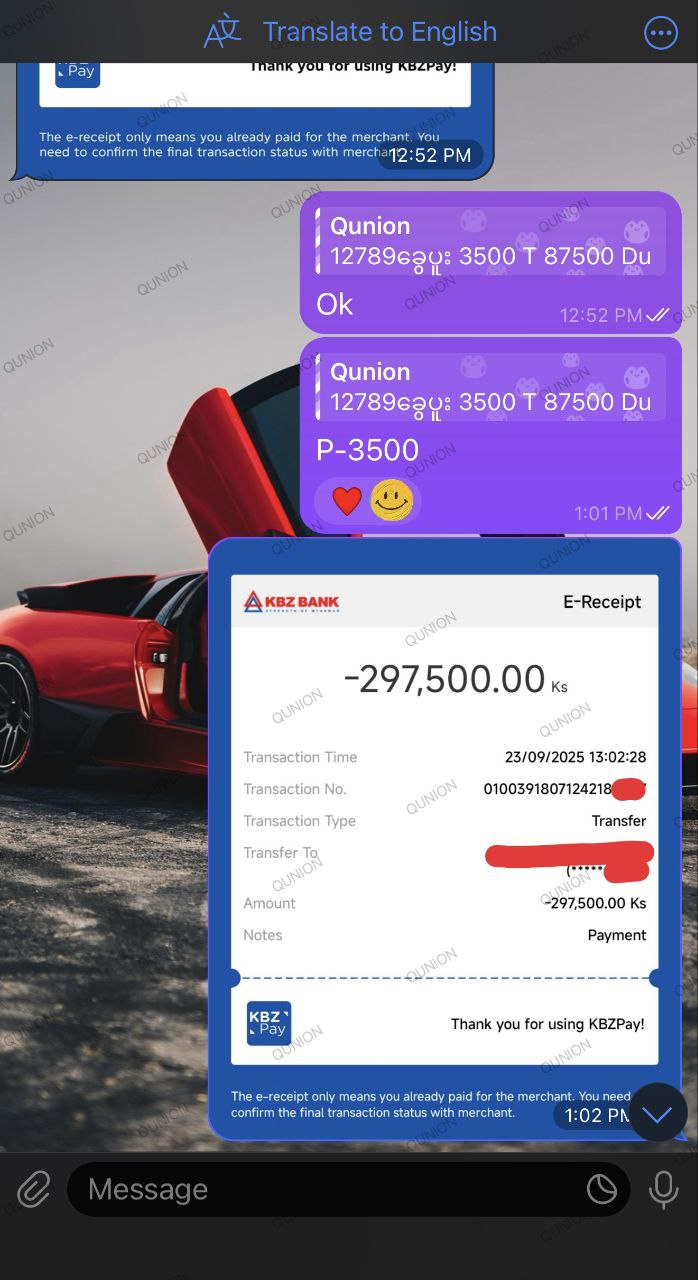 Translate to English
KBZ
Pay
Thank you for using KBZPay!
The e-receipt only means you already paid for the merchant. You
need to confirm the final transaction status with merchant.
12:52 PM
Qunion
12789ခွေပူး 3500 T 87500 Du
Ok
12:52 PM
Qunion
12789ခွေပူး 3500 T 87500 Du
P-3500
1:01 PM
KBZ BANK
STRENGTH OF MYANMAR
E-Receipt
-297,500.00 Ks
Transaction Time 23/09/2025 13:02:28
Transaction No. 0100391807124218
Transaction Type Transfer
Transfer To
(*****
Amount -297,500.00 Ks
Notes Payment
KBZ
Pay
Thank you for using KBZPay!
The e-receipt only means you already paid for the merchant. You need
confirm the final transaction status with merchant.
1:02 PM
Message
QUNION